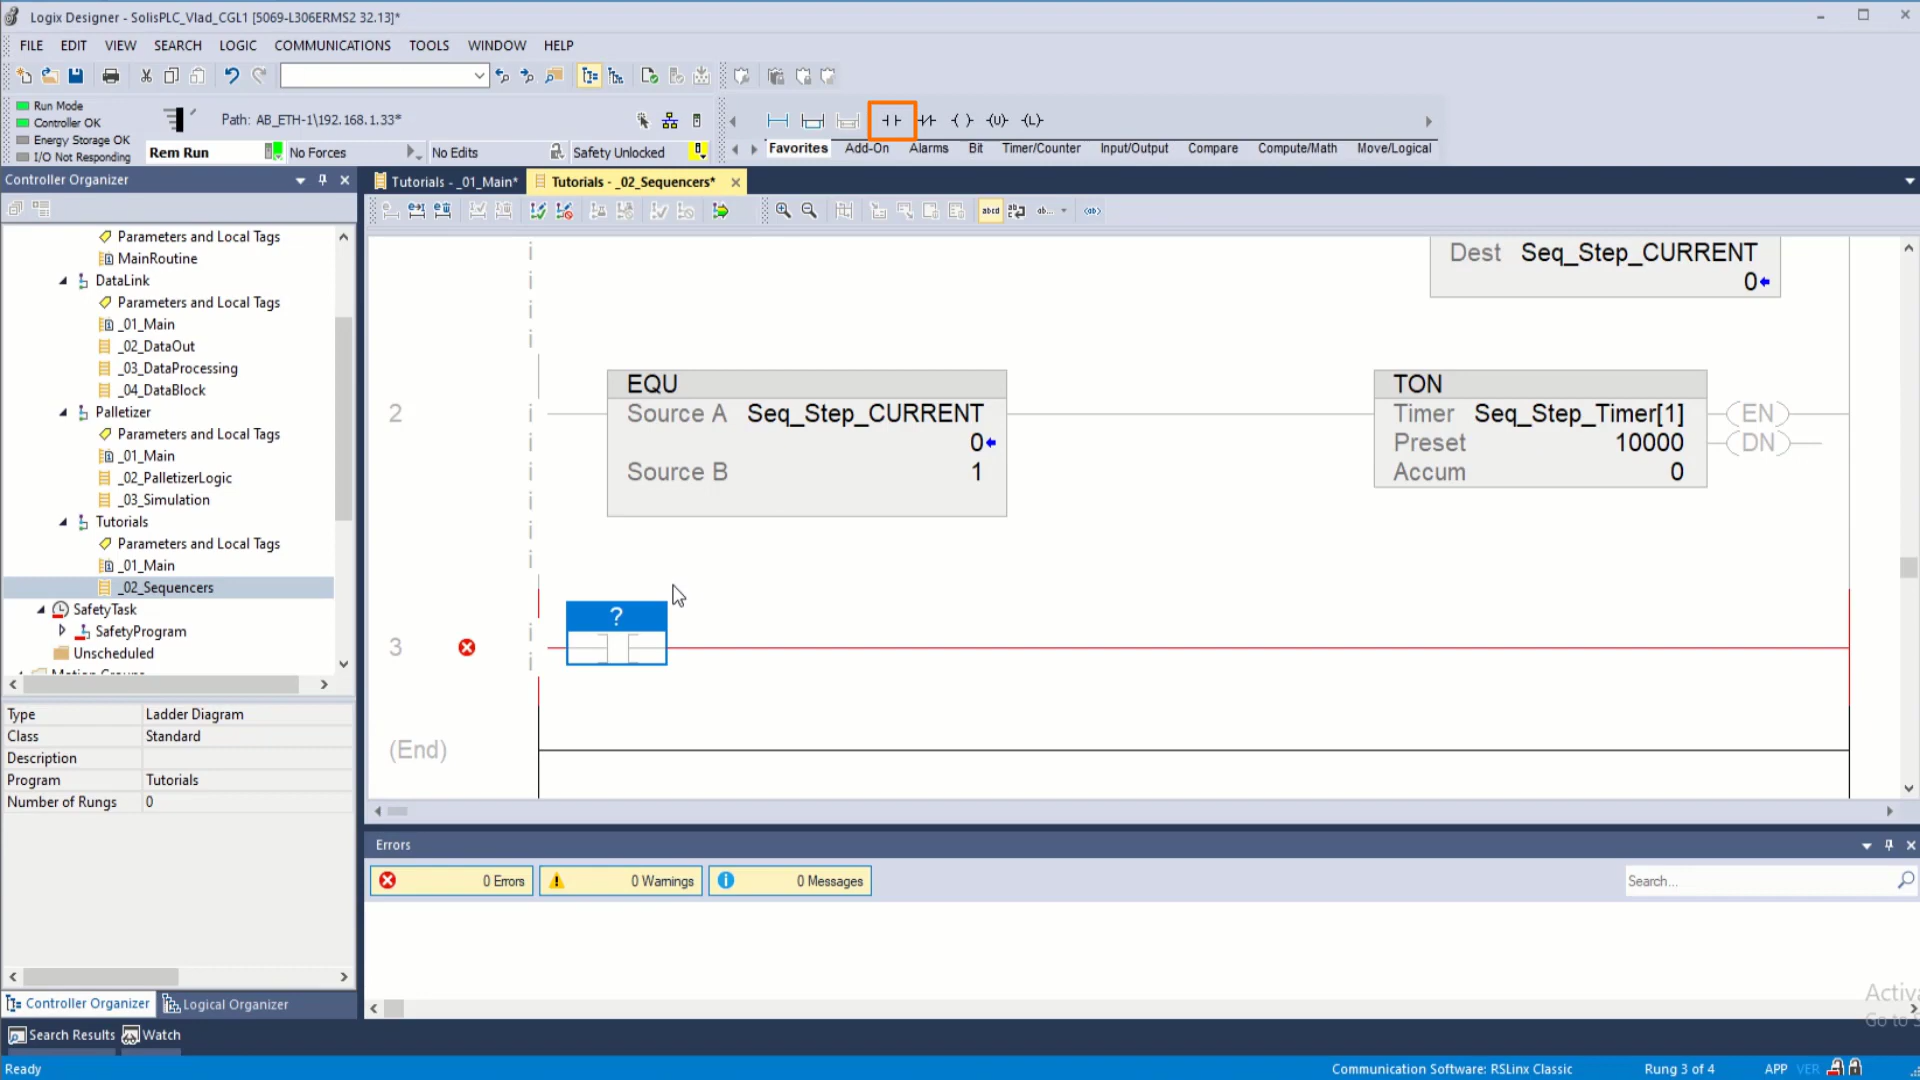 Logix Designer - SolisPLC_Vlad_CGL1 [5069-L306ERMS2 32.13]*
FILE EDIT VIEW SEARCH LOGIC COMMUNICATIONS TOOLS WINDOW HELP
Run Mode
Controller OK
Energy Storage OK
I/O Not Responding
Path: AB_ETH-1\192.168.1.33*
Rem Run No Forces No Edits Safety Unlocked
Favorites Add-On Alarms Bit Timer/Counter Input/Output Compare Compute/Math Move/Logical
Controller Organizer
Tutorials - _01_Main* Tutorials - _02_Sequencers*
Parameters and Local Tags
MainRoutine
DataLink
Parameters and Local Tags
_01_Main
_02_DataOut
_03_DataProcessing
_04_DataBlock
Palletizer
Parameters and Local Tags
_01_Main
_02_PalletizerLogic
_03_Simulation
Tutorials
Parameters and Local Tags
_01_Main
_02_Sequencers
SafetyTask
SafetyProgram
Unscheduled
Type Ladder Diagram
Class Standard
Description
Program Tutorials
Number of Rungs 0
Controller Organizer Logical Organizer
Dest Seq_Step_CURRENT
0
2
EQU
Source A Seq_Step_CURRENT
0
Source B 1
TON
Timer Seq_Step_Timer[1]
Preset 10000
Accum 0
EN
DN
3
?
(End)
Errors
0 Errors 0 Warnings 0 Messages
Search...
Search Results Watch
Ready
Communication Software: RSLinx Classic Rung 3 of 4 APP VER